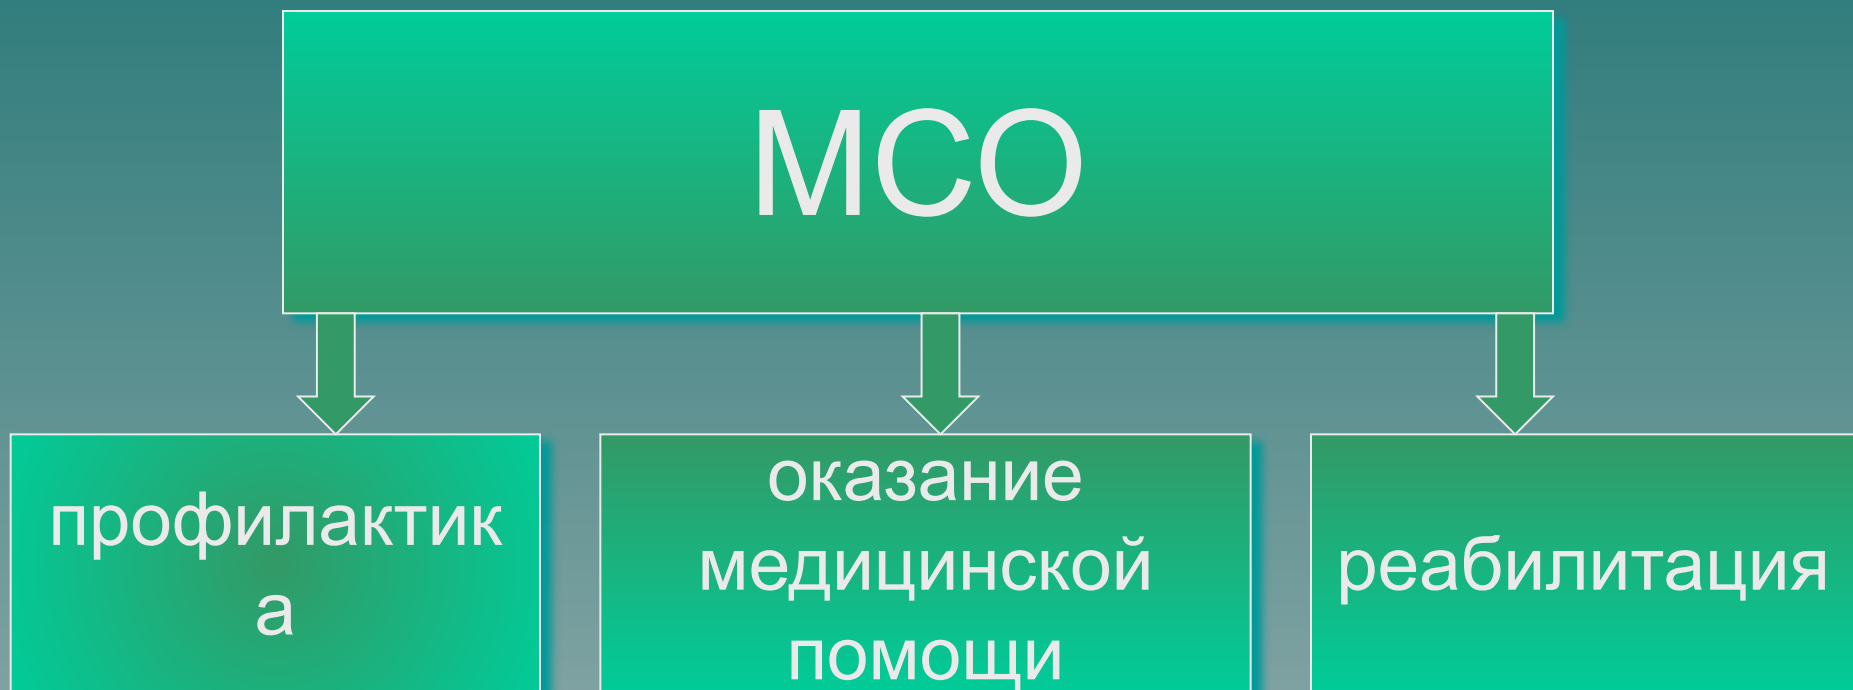 МСО
профилактик
а
оказание
медицинской
помощи
реабилитация